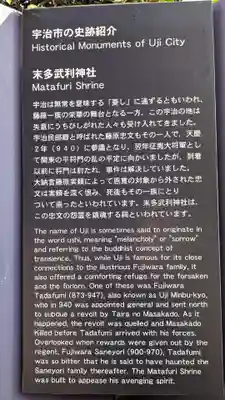 宇治市の史跡紹介
Historical Monuments of Uji City
末多武利神社
Matafuri Shrine
宇治は無常を意味する「憂し」に通ずるともいわれ、
藤原一族の栄華の舞台となる一方、この宇治の地は
失意にうちひしがれた人々も受け入れてきました。
宇治民部卿と呼ばれた藤原忠文もその一人で、天慶
2年(940)に参議となり、翌年征夷大将軍として
関東の平将門の乱の平定に向かいましたが、到着
以前に将門は討たれ、事件は解決していました。
大納言藤原実頼によって恩賞の対象から外された忠
文は実頼を深く恨み、死後もその一族にとり
ついて祟ったといわれています。末多武利神社は、
この忠文の怨霊を鎮魂する祠といわれています。
The name of Uji is sometimes said to originate in
the word ushi, meaning "melancholy" or "sorrow"
and referring to the buddhist concept of
transience. Thus, while Uji is famous for its close
connections to the illustrious Fujiwara family, it
also offered a comforting refuge for the forsaken
and the forlorn. One of these was Fujiwara
Tadafumi (873-947), also known as Uji Minbu-kyo,
who in 940 was appointed general and sent north
to subdue a revolt by Taira no Masakado. As it
happened, the revolt was quelled and Masakado
killed before Tadafumi arrived with his forces.
Overlooked when rewards were given out by the
regent, Fujiwara Saneyori (900-970), Tadafumi
was so bitter that he is said to have haunted the
Saneyori family thereafter. The Matafuri Shrine
was built to appease his avenging spirit.